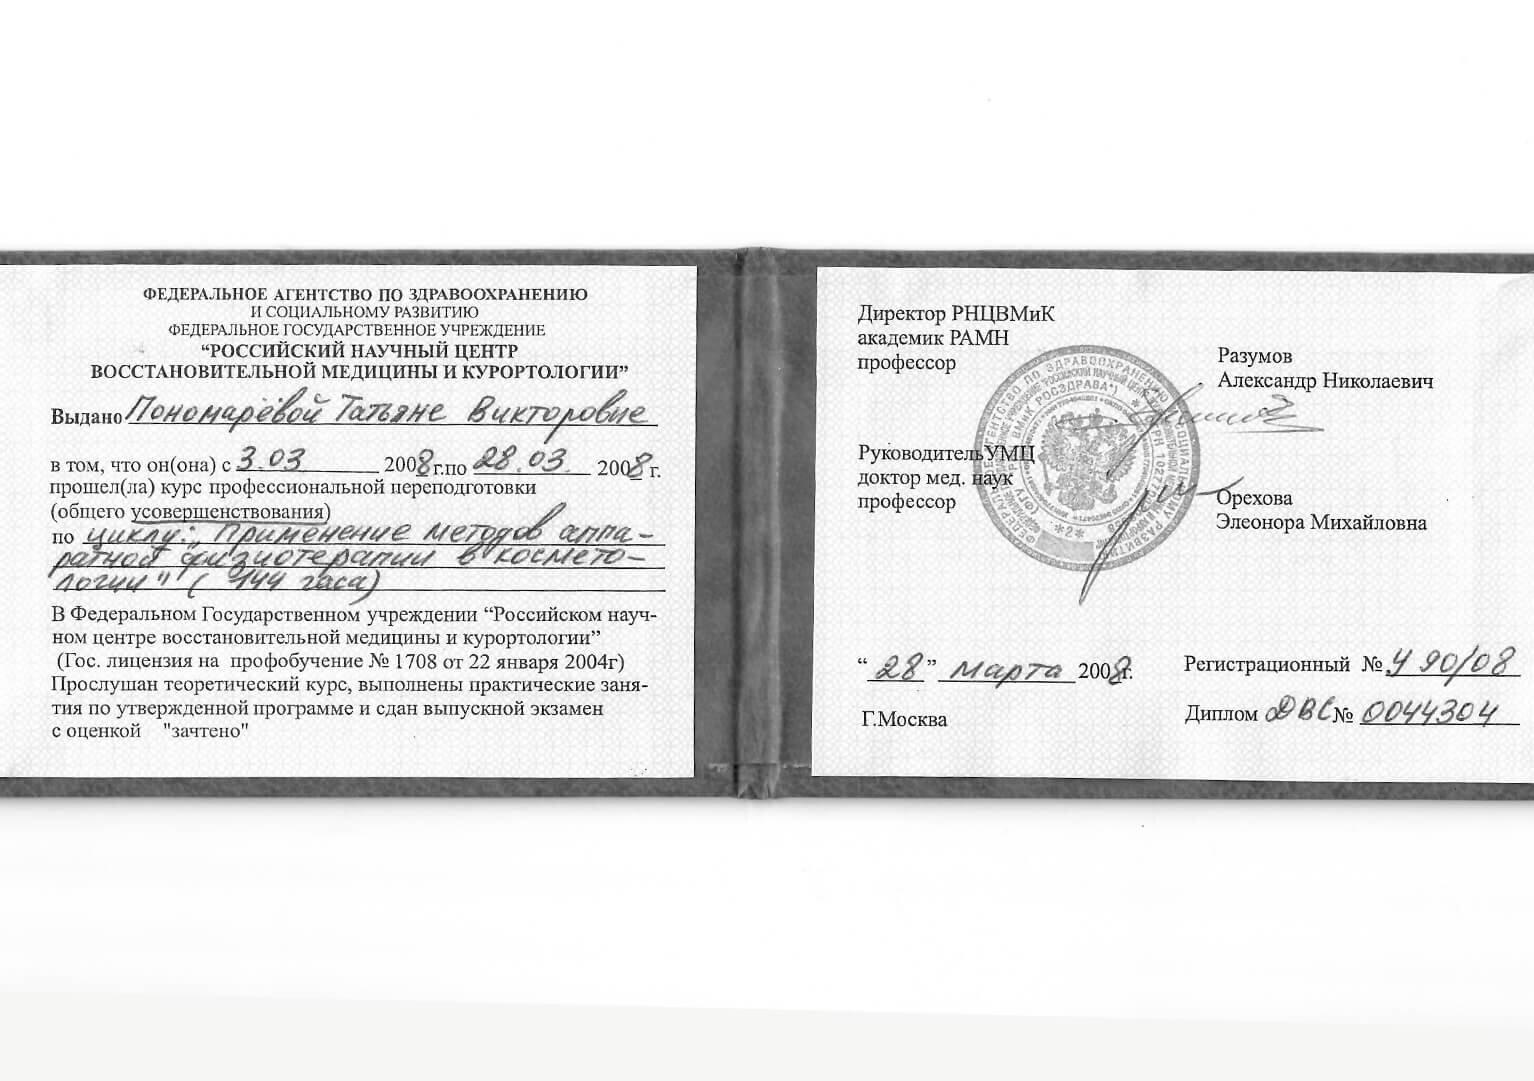 ФЕДЕРАЛЬНОЕ АГЕНТСТВО ПО ЗДРАВООХРАНЕНИЮ
И СОЦИАЛЬНОМУ РАЗВИТИЮ
ФЕДЕРАЛЬНОЕ ГОСУДАРСТВЕННОЕ УЧРЕЖДЕНИЕ
“РОССИЙСКИЙ НАУЧНЫЙ ЦЕНТР
ВОССТАНОВИТЕЛЬНОЙ МЕДИЦИНЫ И КУРОРТОЛОГИИ”
Выдано Пономарёвой Татьяне Викторовне
в том, что он(она) с 3.03 2008 г.по 28.03. 2008 г.
прошел(ла) курс профессиональной переподготовки
(общего усовершенствования)
по циклу: „Применение методов аппа-
ратной физиотерапии в космето-
логии" (144 часа)
В Федеральном Государственном учреждении “Российском науч-
ном центре восстановительной медицины и курортологии”
(Гос. лицензия на профобучение № 1708 от 22 января 2004г)
Прослушан теоретический курс, выполнены практические заня-
тия по утвержденной программе и сдан выпускной экзамен
с оценкой "зачтено"
Директор РНЦВМиК
академик РАМН
профессор
Разумов
Александр Николаевич
РуководительУМЦ
доктор мед. наук
профессор
Орехова
Элеонора Михайловна
“ 28 ” марта 2008г.
Г.Москва
Регистрационный № У 90/08
Диплом ДВС № 0044304